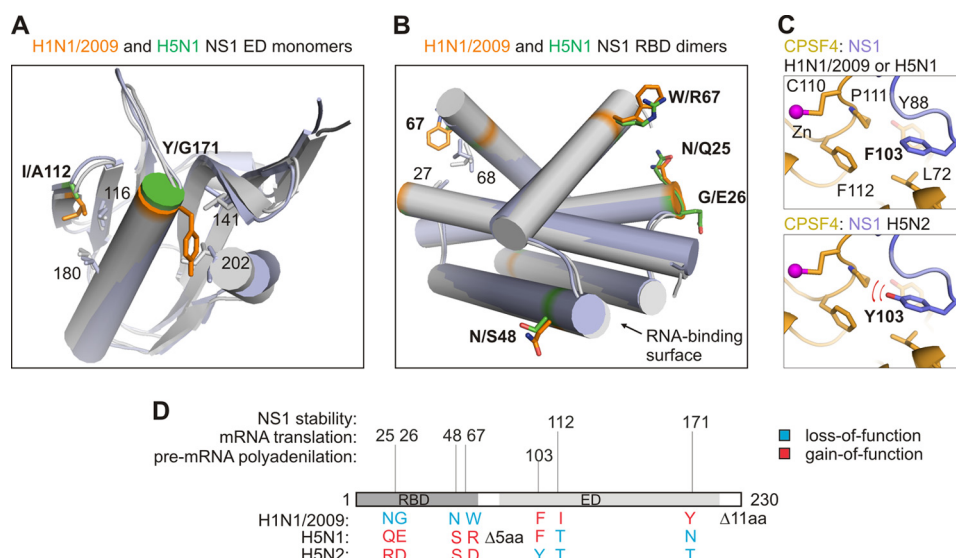 A
H1N1/2009 and H5N1 NS1 ED monomers
I/A112
Y/G171
116
141
180
202
B
H1N1/2009 and H5N1 NS1 RBD dimers
67
27
68
W/R67
N/Q25
G/E26
N/S48
RNA-binding
surface
C
CPSF4: NS1
H1N1/2009 or H5N1
C110
P111
Y88
Zn
F103
F112
L72
CPSF4: NS1 H5N2
Y103
D
NS1 stability: 112 171
mRNA translation: 25 26 48 67
pre-mRNA polyadenilation: 103
loss-of-function
gain-of-function
1 RBD ED 230
H1N1/2009: NG N W F I Y Δ11aa
H5N1: QE S R Δ5aa F T N
H5N2: RD S D Y T T